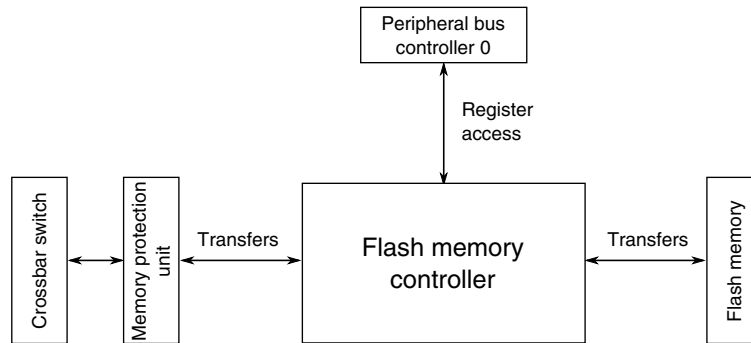 Peripheral bus
controller 0
Register
access
Crossbar switch
Memory protection
unit
Transfers
Flash memory
controller
Transfers
Flash memory